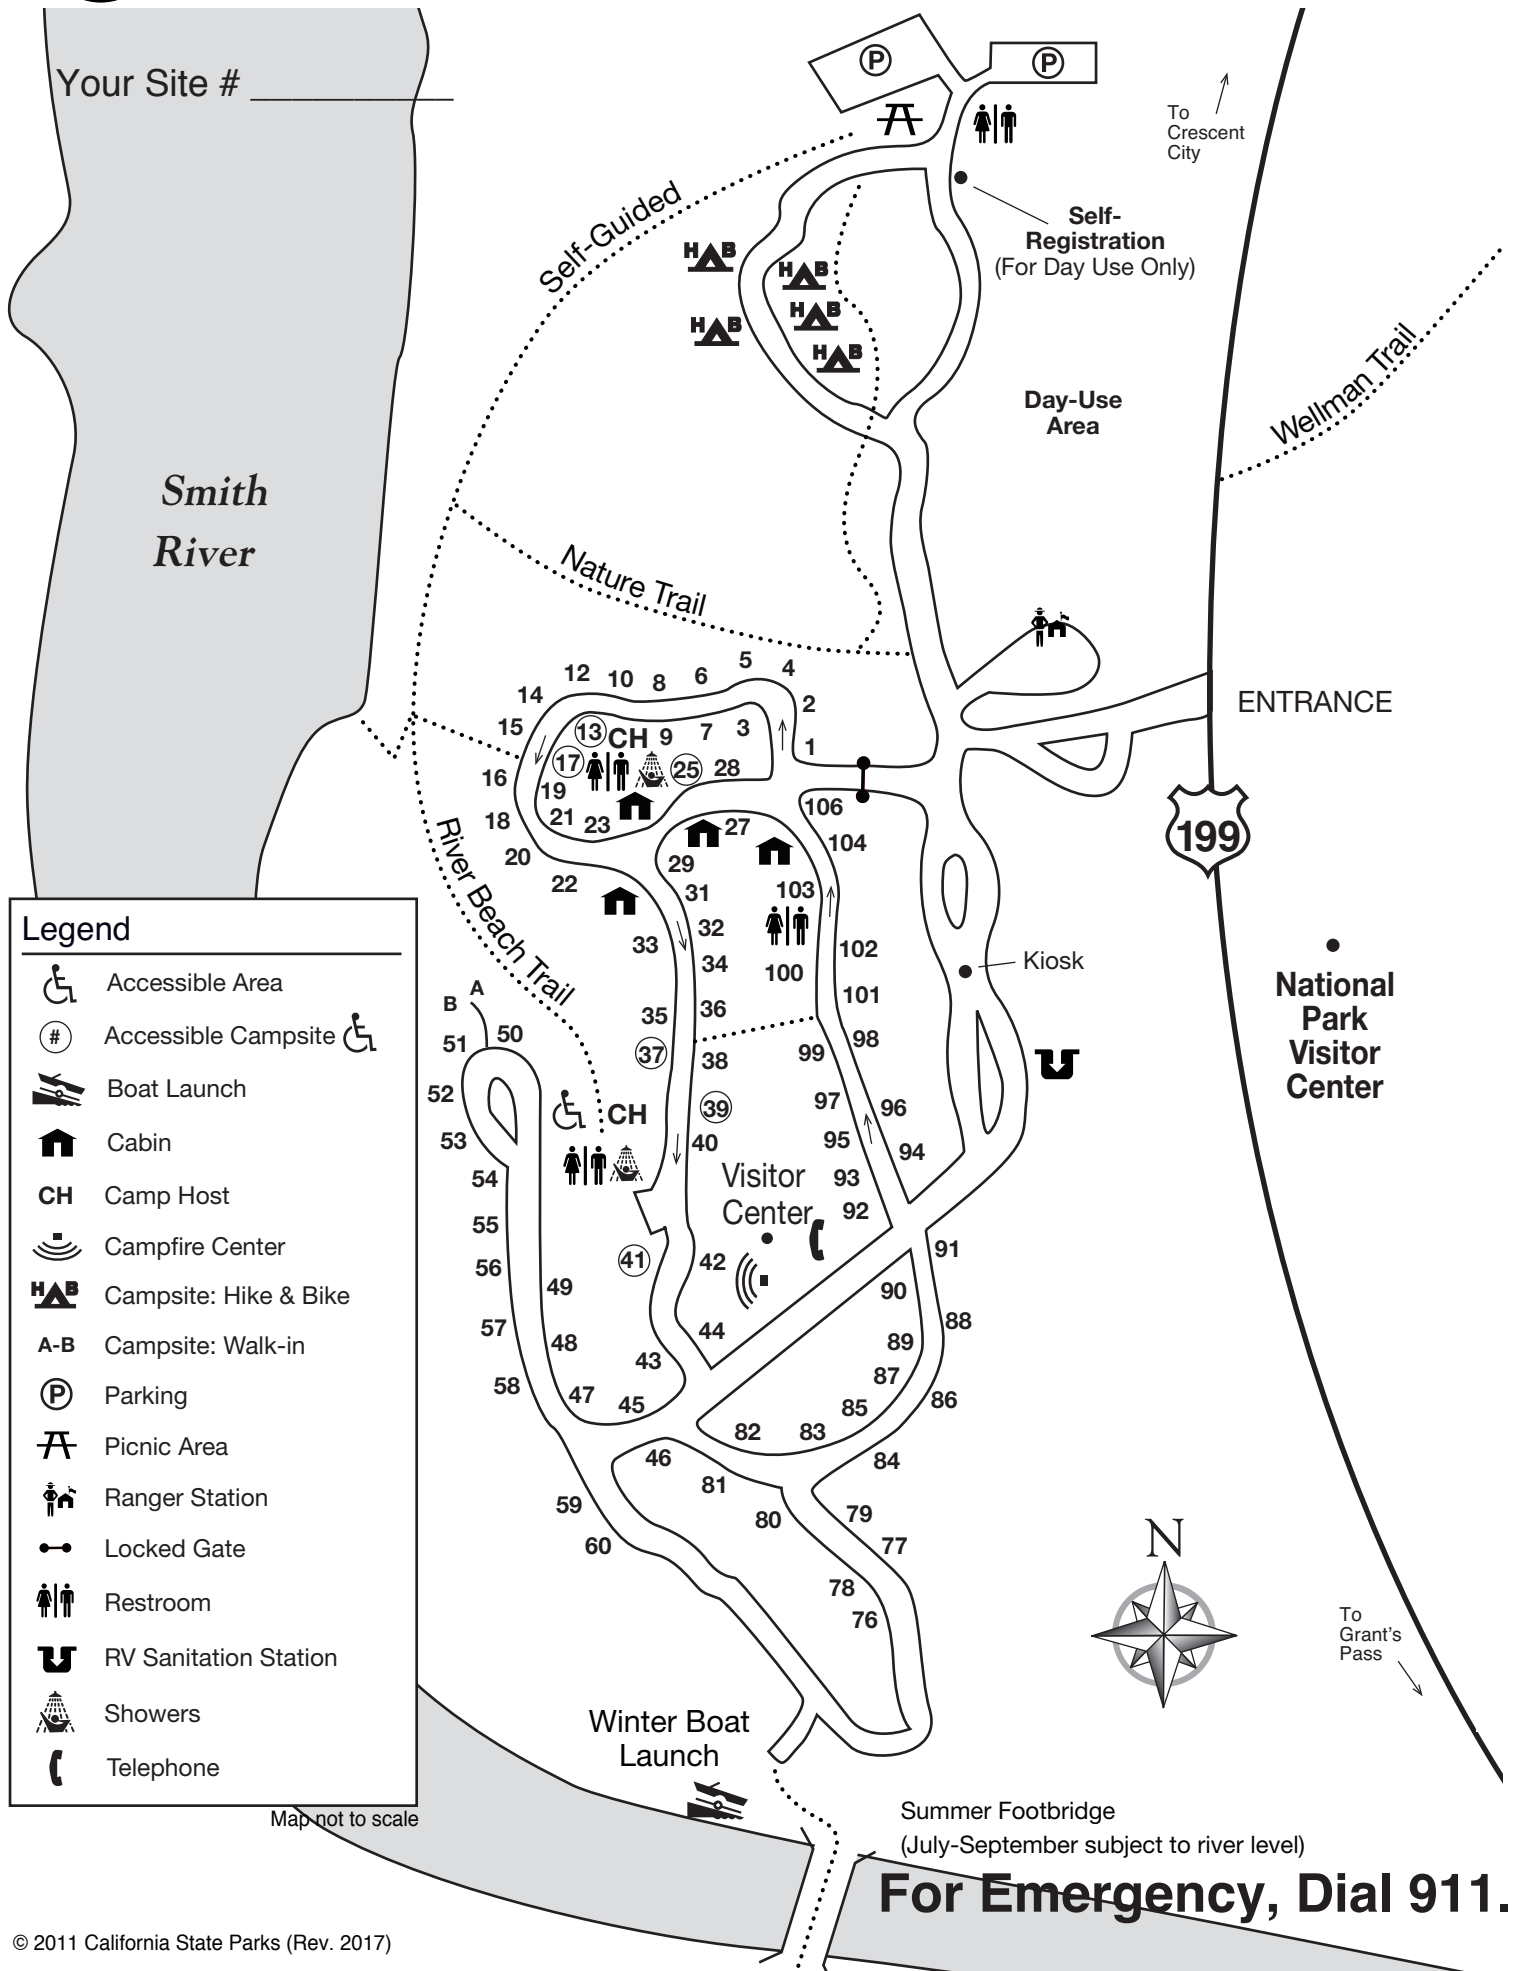 Your Site # ___________
P
P
To
Crescent
City
Self-Guided
Self-
Registration
(For Day Use Only)
HB
HB
HB
HB
HB
Wellman Trail
Day-Use
Area
Smith
River
Nature Trail
ENTRANCE
5
4
12
10
8
6
14
2
15
13
CH
9
7
3
1
17
25
28
16
19
106
18
21
23
27
104
199
20
29
22
31
103
River Beach Trail
32
33
102
34
100
Kiosk
National
Park
Visitor
Center
A
B
35
36
101
51
50
37
38
99
98
52
39
97
96
CH
53
40
95
94
54
Visitor
Center
93
55
92
56
41
42
91
49
90
57
48
44
88
43
89
58
47
45
87
86
85
82
83
46
84
81
59
80
79
60
77
78
76
N
To
Grant's
Pass
Legend
Accessible Area
# Accessible Campsite
Boat Launch
Cabin
CH Camp Host
Campfire Center
HB Campsite: Hike & Bike
A-B Campsite: Walk-in
P Parking
Picnic Area
Ranger Station
Locked Gate
Restroom
RV Sanitation Station
Showers
Telephone
Map not to scale
Winter Boat
Launch
Summer Footbridge
(July-September subject to river level)
For Emergency, Dial 911.
© 2011 California State Parks (Rev. 2017)